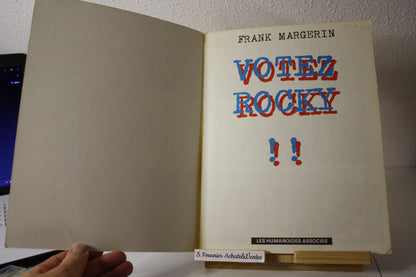 FRANK MARGERIN
VOTEZ
ROCKY
!!
LES HUMANOIDES ASSOCIES
S.Fournier Achats&Ventes